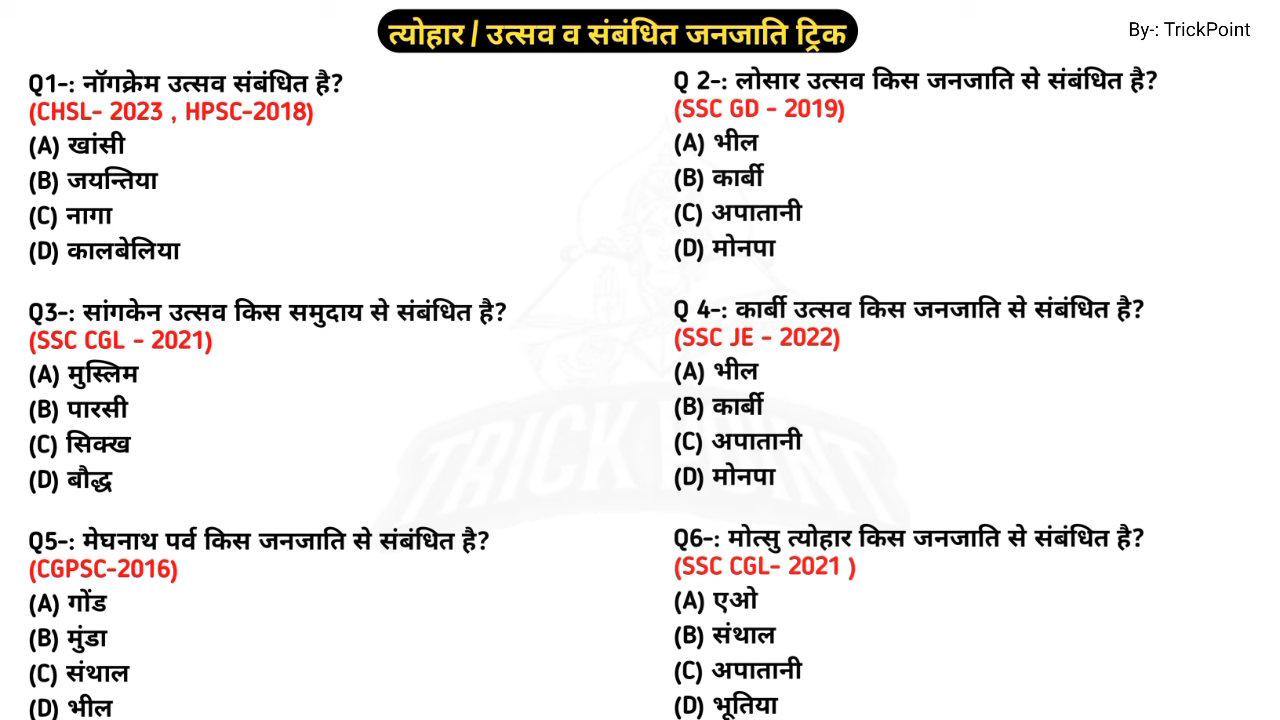 त्योहार / उत्सव व संबंधित जनजाति ट्रिक
By-: TrickPoint
Q1-: नॉगक्रेम उत्सव संबंधित है?
(CHSL- 2023 , HPSC-2018)
(A) खांसी
(B) जयन्तिया
(C) नागा
(D) कालबेलिया
Q 2-: लोसार उत्सव किस जनजाति से संबंधित है?
(SSC GD - 2019)
(A) भील
(B) कार्बी
(C) अपातानी
(D) मोनपा
Q3-: सांगकेन उत्सव किस समुदाय से संबंधित है?
(SSC CGL - 2021)
(A) मुस्लिम
(B) पारसी
(C) सिक्ख
(D) बौद्ध
Q 4-: कार्बी उत्सव किस जनजाति से संबंधित है?
(SSC JE - 2022)
(A) भील
(B) कार्बी
(C) अपातानी
(D) मोनपा
Q5-: मेघनाथ पर्व किस जनजाति से संबंधित है?
(CGPSC-2016)
(A) गोंड
(B) मुंडा
(C) संथाल
(D) भील
Q6-: मोत्सु त्योहार किस जनजाति से संबंधित है?
(SSC CGL- 2021 )
(A) एओ
(B) संथाल
(C) अपातानी
(D) भूतिया
TRICK POINT